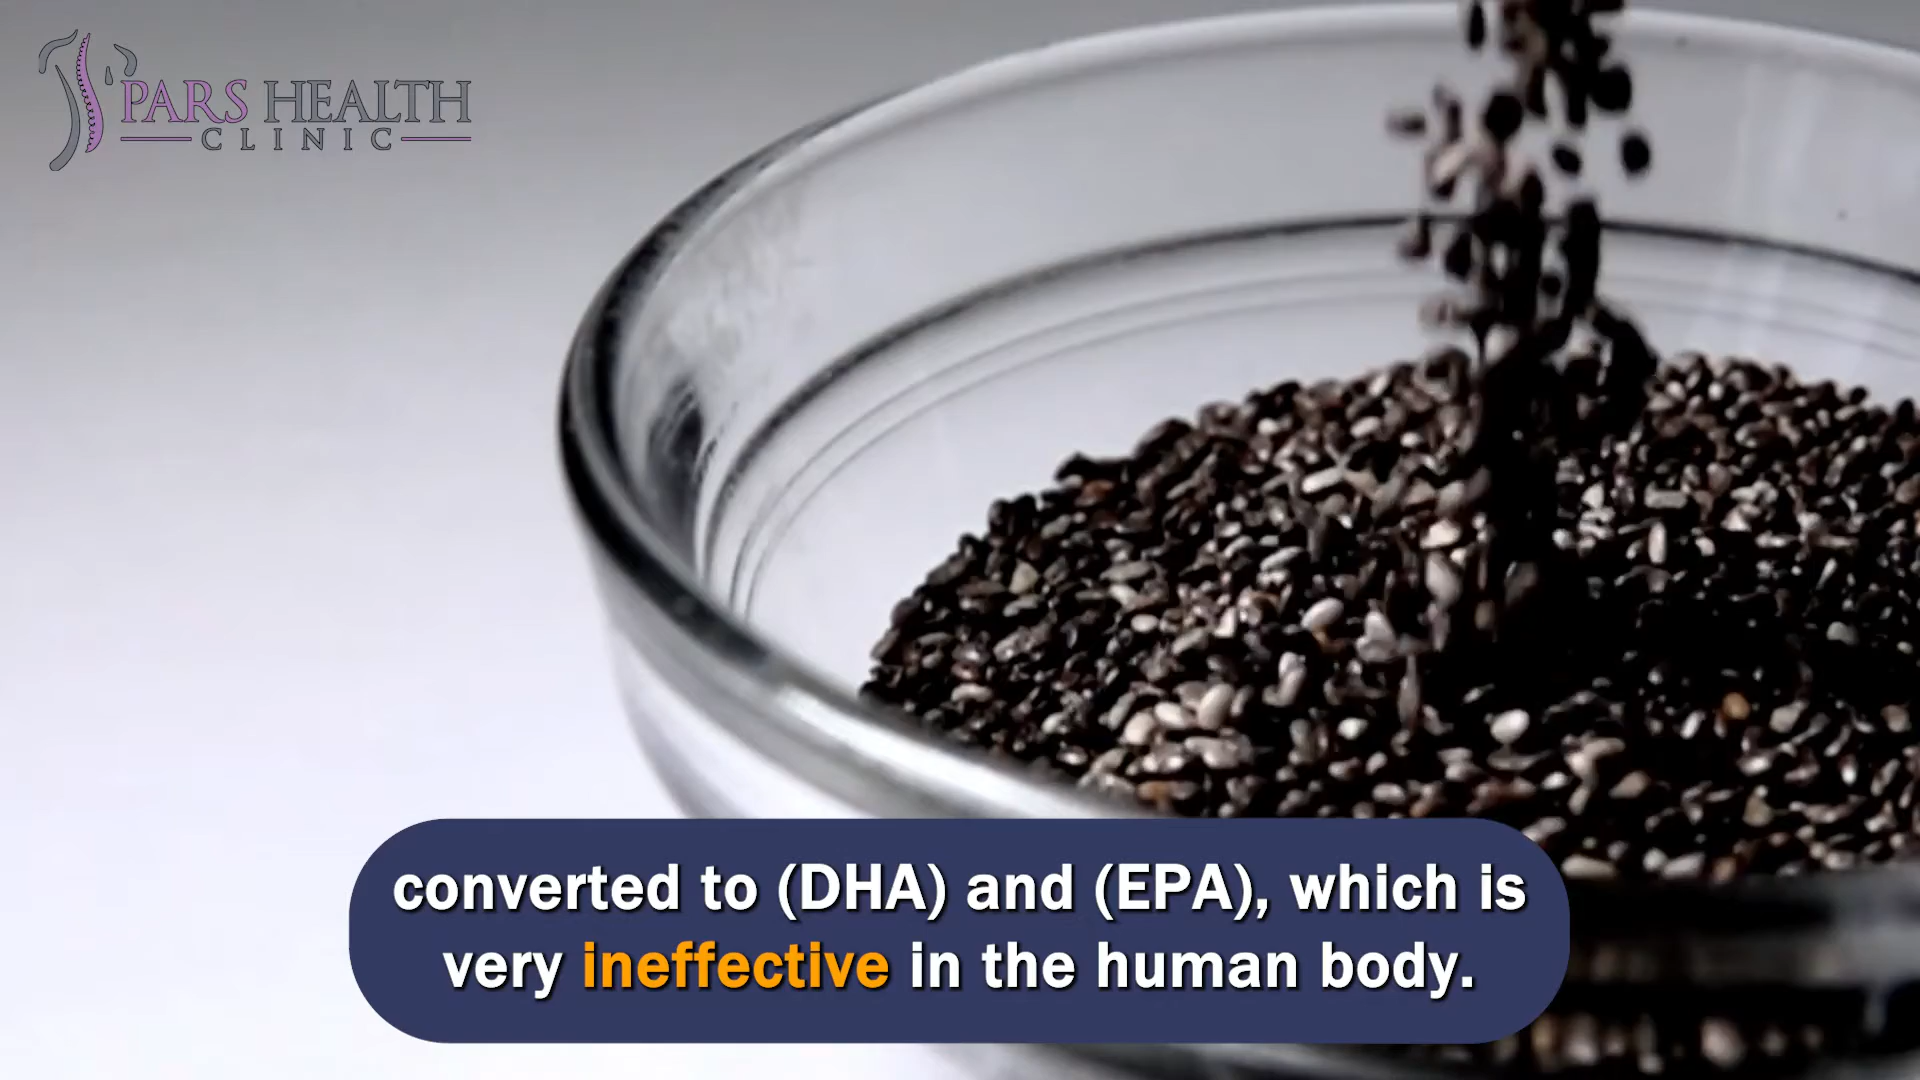 PARS HEALTH
CLINIC
converted to (DHA) and (EPA), which is
very ineffective in the human body.